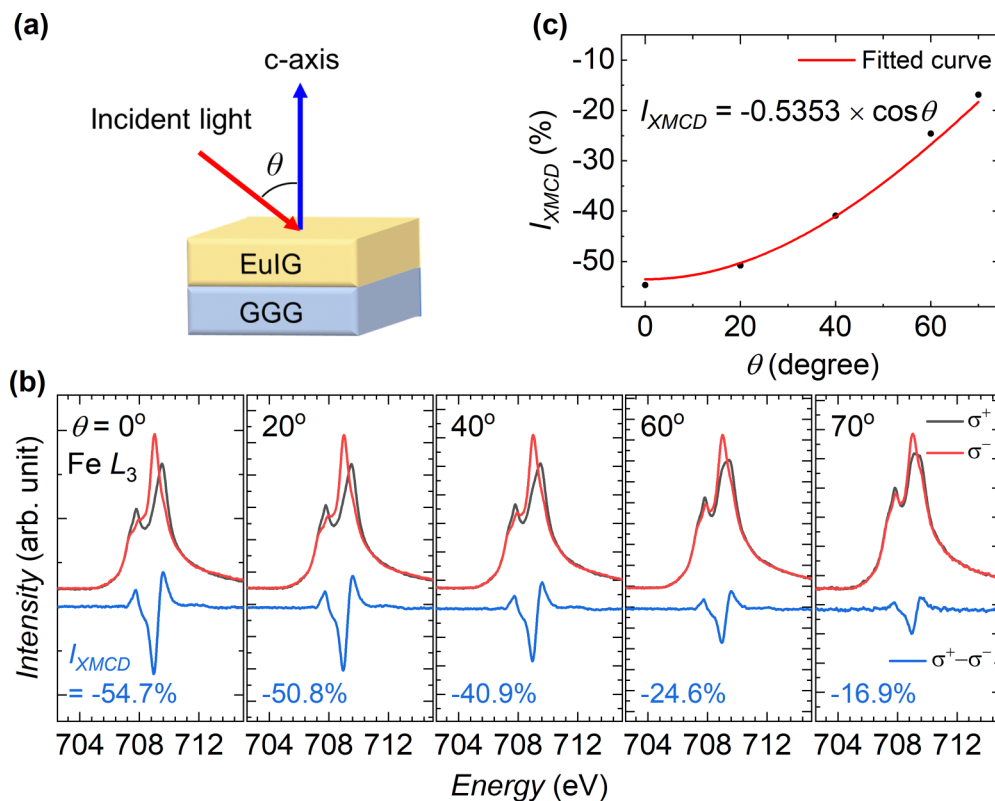 (a)
c-axis
Incident light
θ
EuIG
GGG
(c)
Fitted curve
I_XMCD = -0.5353 × cosθ
I_XMCD (%)
-10
-20
-30
-40
-50
0 20 40 60
θ (degree)
(b)
θ = 0° 20° 40° 60° 70°
Fe L₃
σ⁺
σ⁻
σ⁺−σ⁻
Intensity (arb. unit)
I_XMCD
= -54.7% -50.8% -40.9% -24.6% -16.9%
704 708 712 704 708 712 704 708 712 704 708 712 704 708 712
Energy (eV)